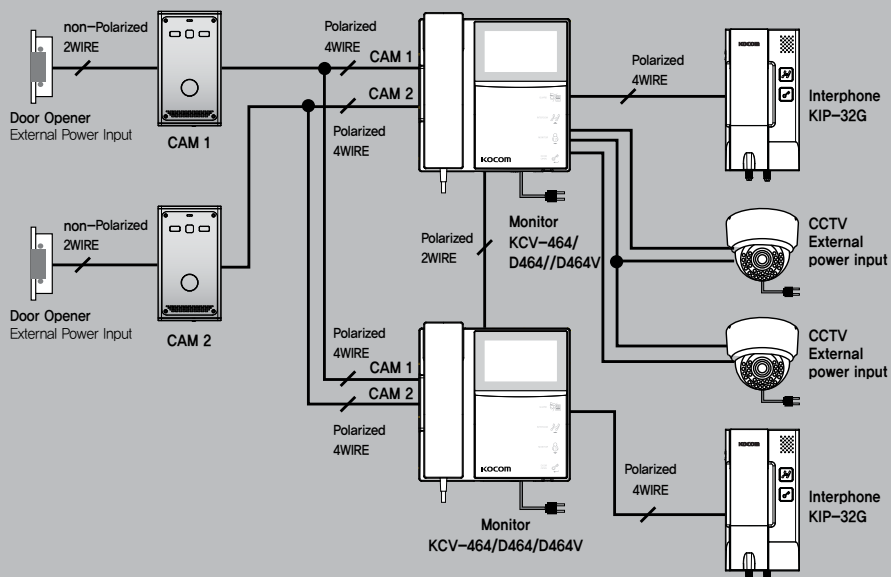 non-Polarized
2WIRE
Door Opener
External Power Input
CAM 1
Polarized
4WIRE
CAM 1
CAM 2
Polarized
4WIRE
KOCOM
Polarized
4WIRE
KOCOM
Interphone
KIP-32G
non-Polarized
2WIRE
Door Opener
External Power Input
CAM 2
Polarized
2WIRE
Monitor
KCV-464/
D464//D464V
CCTV
External
power input
CCTV
External
power input
Polarized
4WIRE
CAM 1
CAM 2
Polarized
4WIRE
KOCOM
Monitor
KCV-464/D464/D464V
Polarized
4WIRE
KOCOM
Interphone
KIP-32G